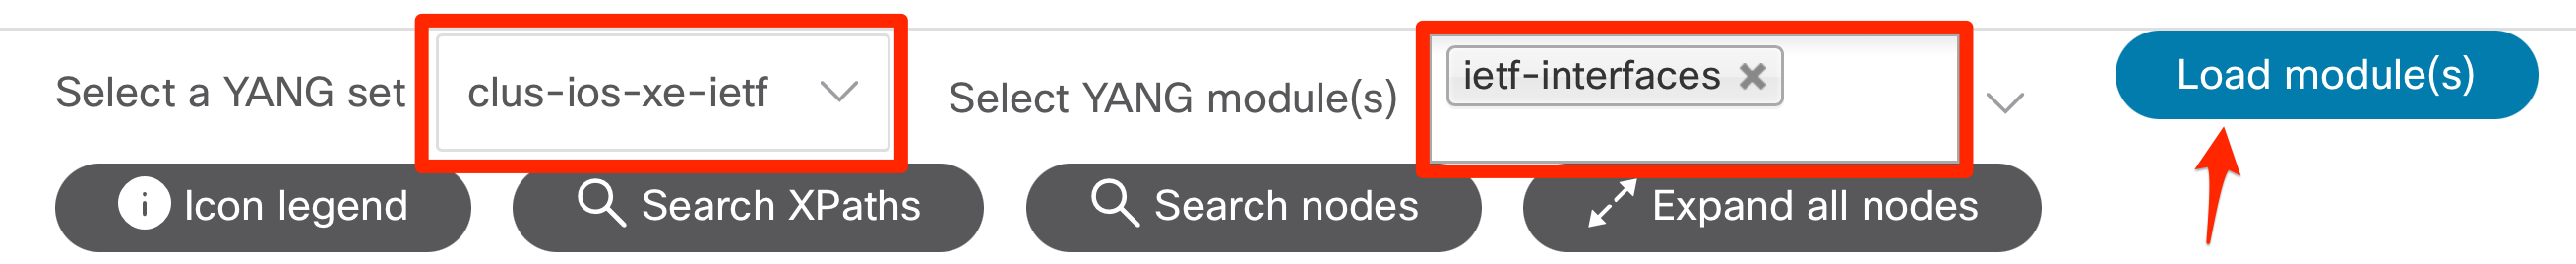 Select a YANG set clus-ios-xe-ietf Select YANG module(s) ietf-interfaces Load module(s)
Icon legend Search XPaths Search nodes Expand all nodes